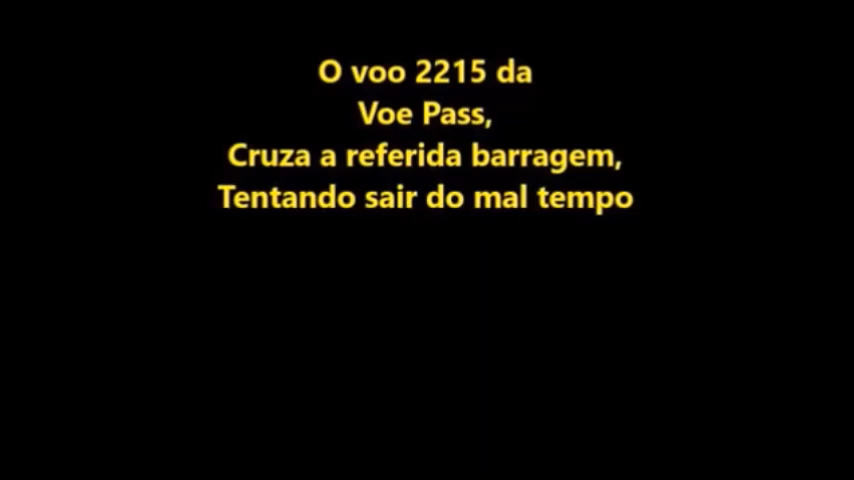 O voo 2215 da
Voe Pass,
Cruza a referida barragem,
Tentando sair do mal tempo